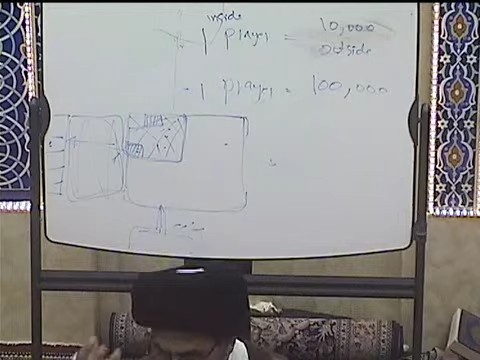 inside
1 player = 10,000
outside
1 player = 100,000